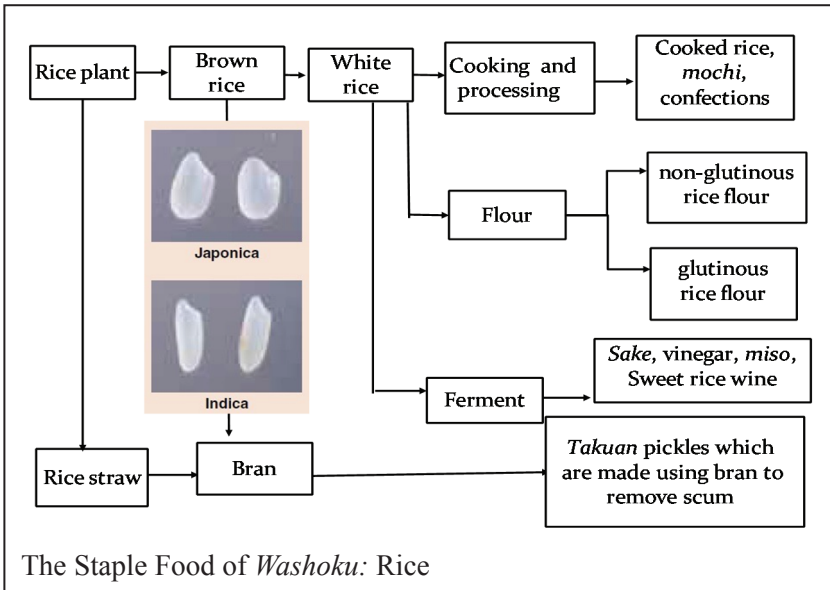 Rice plant
Brown
rice
White
rice
Cooking and
processing
Cooked rice,
mochi,
confections
Japonica
Indica
Flour
non-glutinous
rice flour
glutinous
rice flour
Ferment
Sake, vinegar, miso,
Sweet rice wine
Rice straw
Bran
Takuan pickles which
are made using bran to
remove scum
The Staple Food of Washoku: Rice